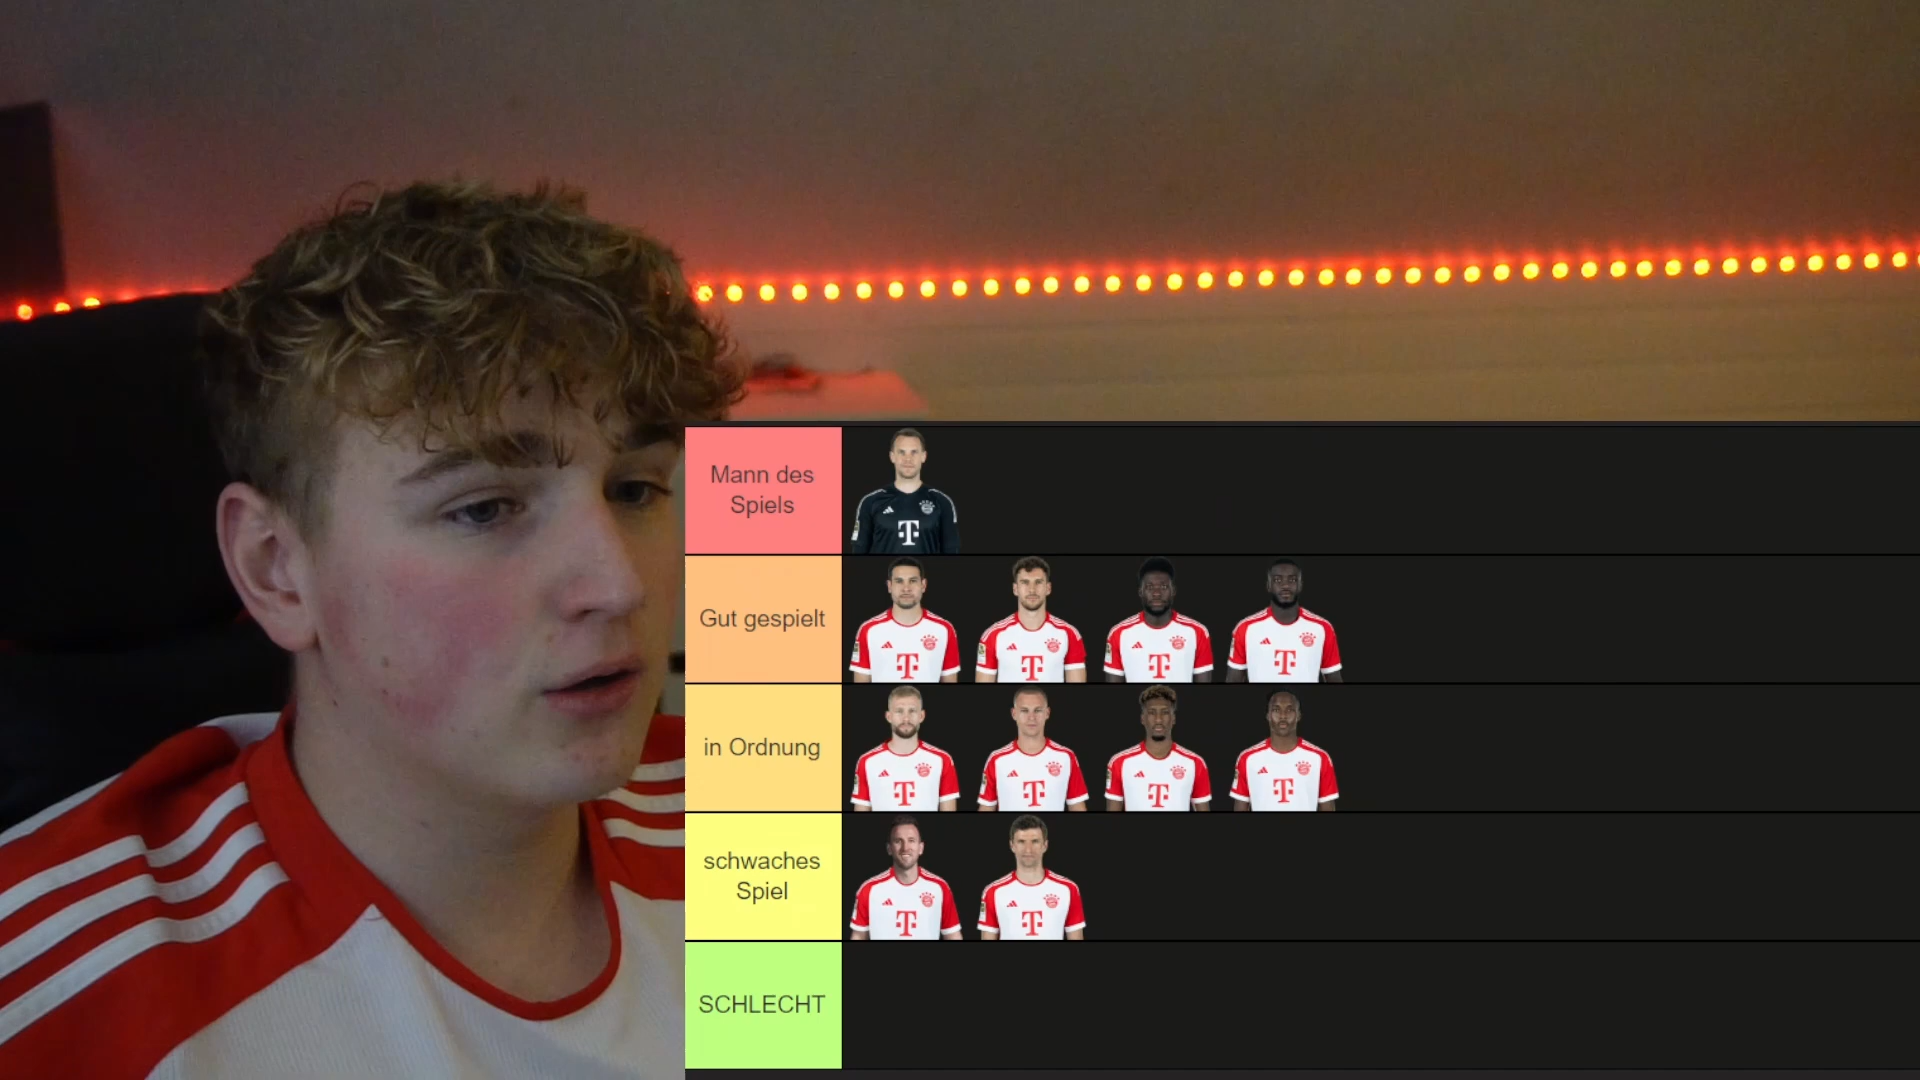 Mann des
Spiels
T
Gut gespielt
T
T
T
T
in Ordnung
T
T
T
T
schwaches
Spiel
T
T
SCHLECHT